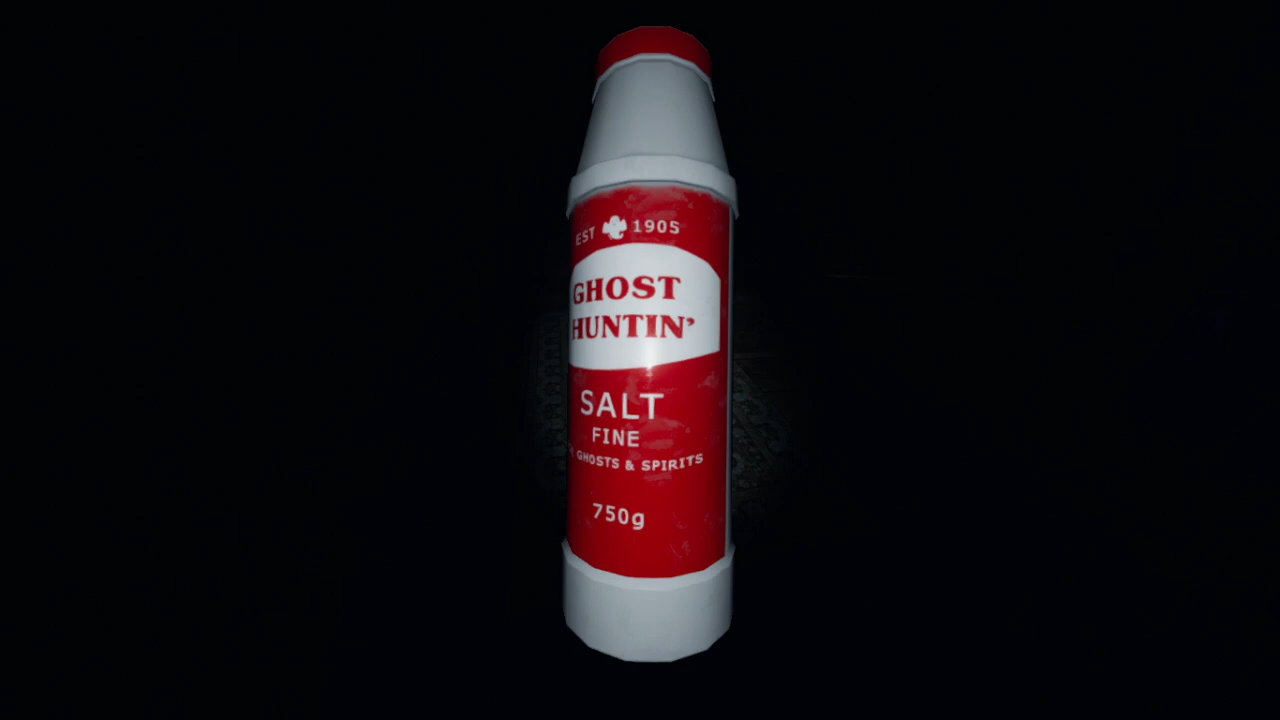 EST 1905
GHOST
HUNTIN'
SALT
FINE
GHOSTS & SPIRITS
750g